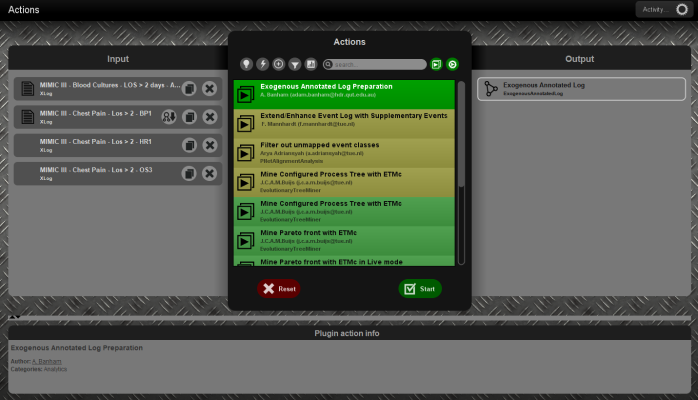 Actions
Activity...
Input
MIMIC III - Blood Cultures - LOS > 2 days - A...
XLog
MIMIC III - Chest Pain - Los > 2 - BP1
XLog
MIMIC III - Chest Pain - Los > 2 - HR1
XLog
MIMIC III - Chest Pain - Los > 2 - OS3
XLog
Actions
search...
Exogenous Annotated Log Preparation
A. Banham (adam.banham@hdr.qut.edu.au)
Extend/Enhance Event Log with Supplementary Events
F. Mannhardt (f.mannhardt@tue.nl)
Filter out unmapped event classes
Arya Adriansyah (a.adriansyah@tue.nl)
PNetAlignmentAnalysis
Mine Configured Process Tree with ETMc
J.C.A.M.Buijs (j.c.a.m.buijs@tue.nl)
EvolutionaryTreeMiner
Mine Configured Process Tree with ETMc
J.C.A.M.Buijs (j.c.a.m.buijs@tue.nl)
EvolutionaryTreeMiner
Mine Pareto front with ETMc
J.C.A.M.Buijs (j.c.a.m.buijs@tue.nl)
EvolutionaryTreeMiner
Mine Pareto front with ETMc in Live mode
Reset
Start
Output
Exogenous Annotated Log
ExogenousAnnotatedLog
Plugin action info
Exogenous Annotated Log Preparation
Author: A. Banham
Categories: Analytics